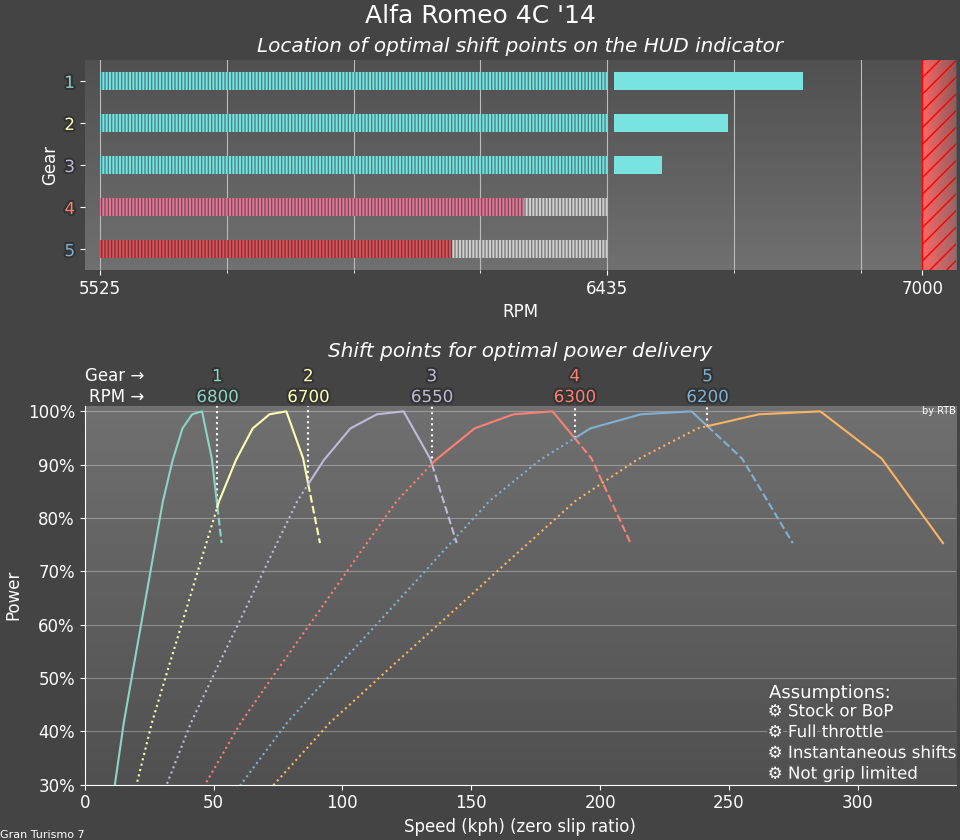 Alfa Romeo 4C '14
Location of optimal shift points on the HUD indicator
Gear
1
2
3
4
5
5525 6435 7000
RPM
Shift points for optimal power delivery
Gear → 1 2 3 4 5
RPM → 6800 6700 6550 6300 6200
by RTB
Power
100%
90%
80%
70%
60%
50%
40%
30%
Assumptions:
⚙ Stock or BoP
⚙ Full throttle
⚙ Instantaneous shifts
⚙ Not grip limited
0 50 100 150 200 250 300
Speed (kph) (zero slip ratio)
Gran Turismo 7